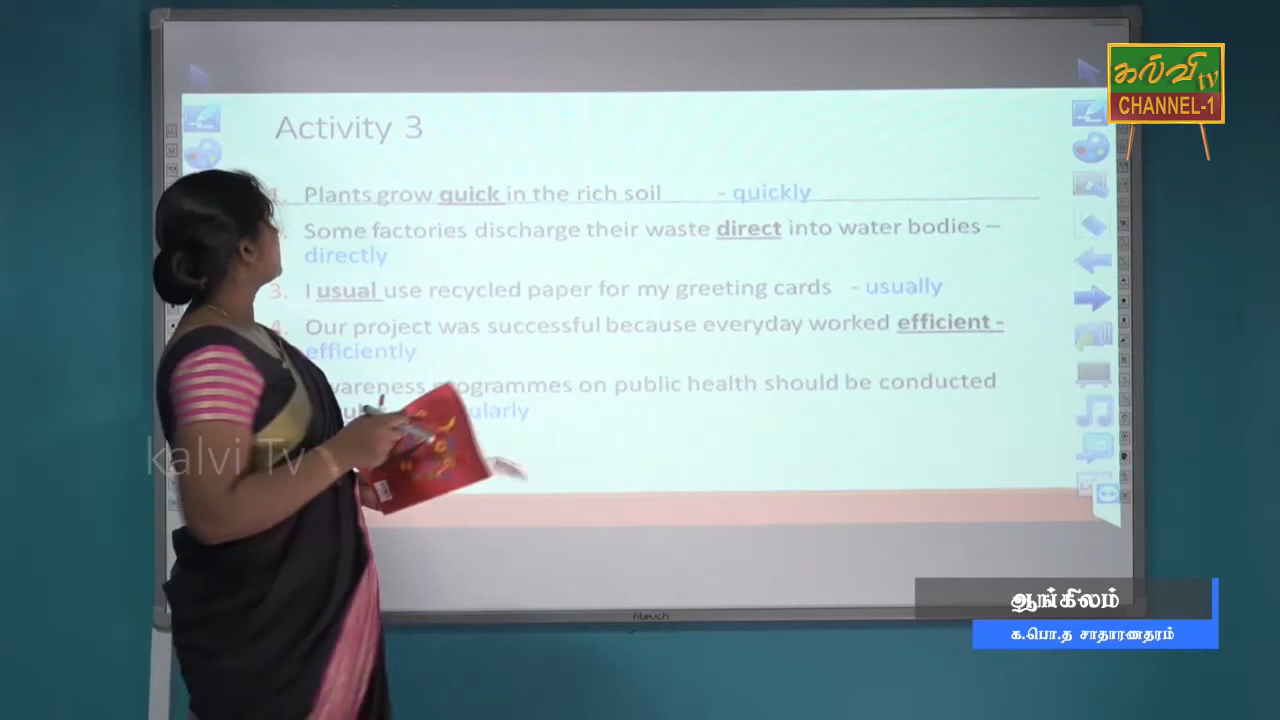 கல்வி tv
CHANNEL-1
Activity 3
Plants grow quick in the rich soil - quickly
Some factories discharge their waste direct into water bodies –
directly
3. I usual use recycled paper for my greeting cards - usually
4. Our project was successful because everyday worked efficient -
efficiently
on public health should be conducted
kalvi Tv
fitouch
ஆங்கிலம்
க.பொ.த சாதாரணதரம்